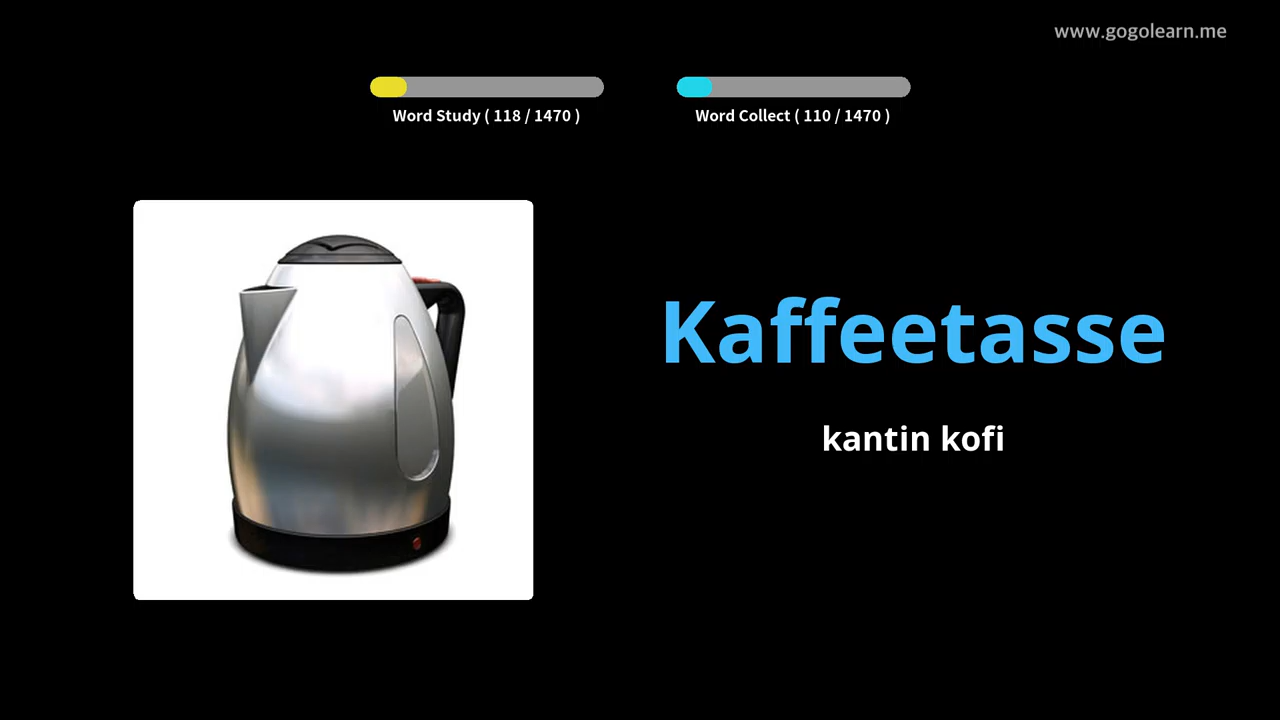 www.gogolearn.me
Word Study ( 118 / 1470 )
Word Collect ( 110 / 1470 )
Kaffeetasse
kantin kofi